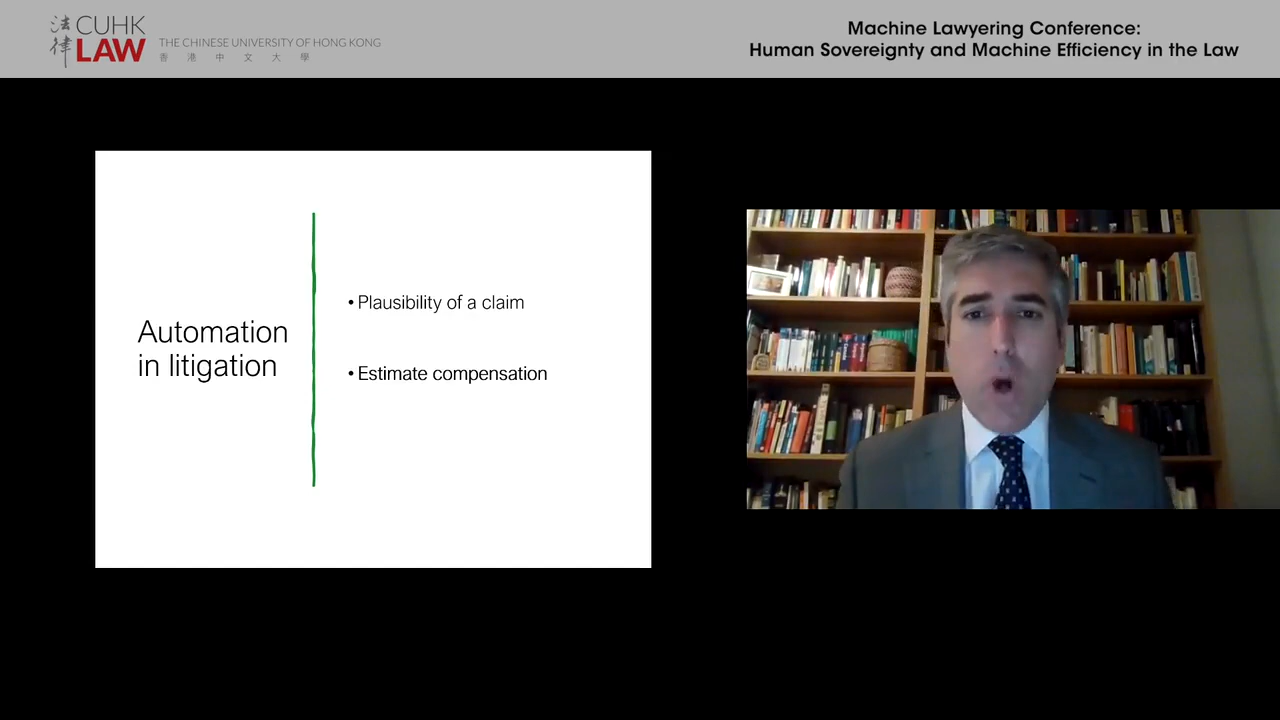 法律
CUHK
LAW
THE CHINESE UNIVERSITY OF HONG KONG
香港中文大學
Machine Lawyering Conference:
Human Sovereignty and Machine Efficiency in the Law
Automation
in litigation
• Plausibility of a claim
• Estimate compensation